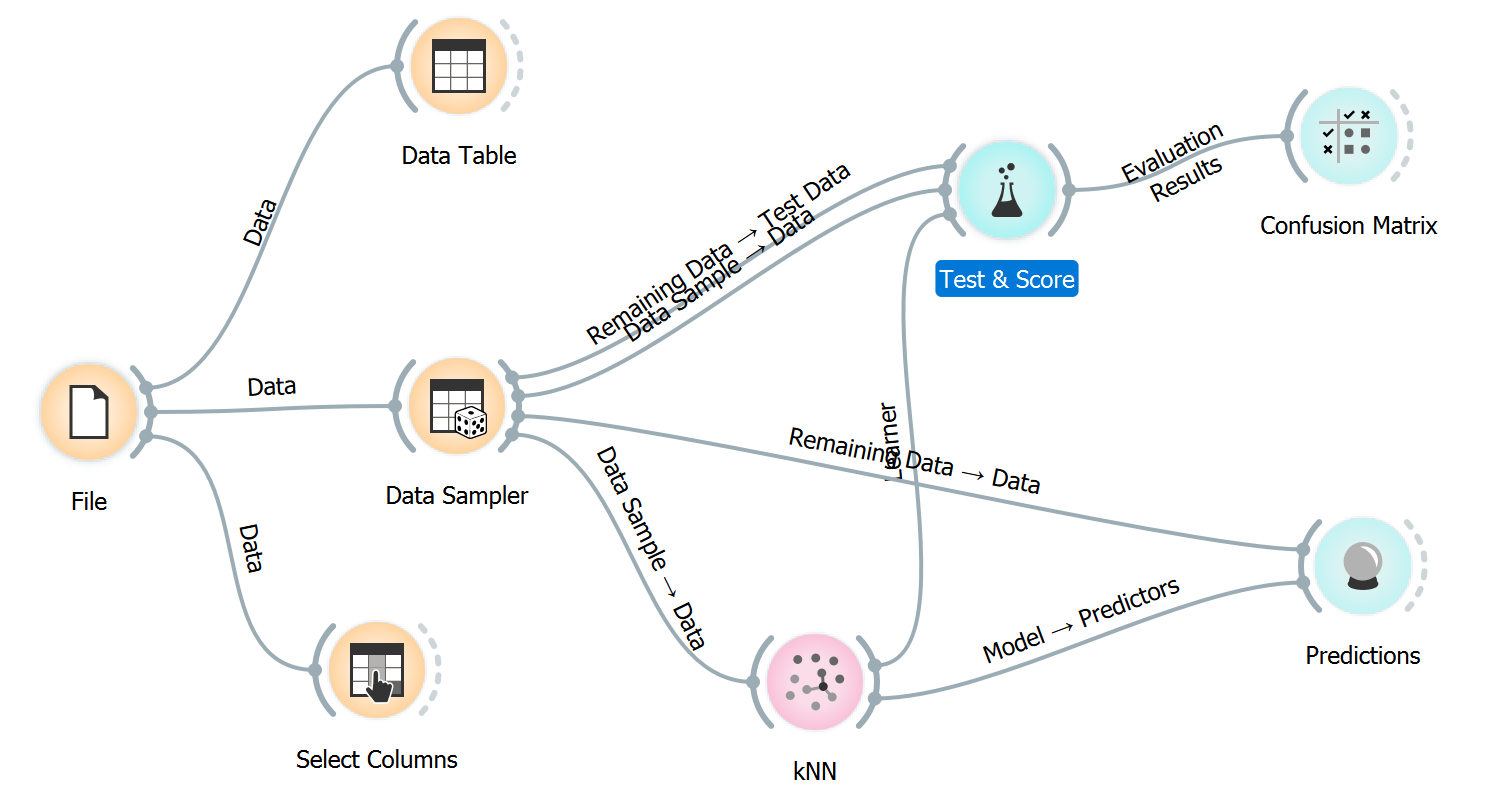 Data Table
Data
Remaining Data → Test Data
Data Sample → Data
Evaluation
Results
Confusion Matrix
Test & Score
Data
File
Data Sampler
Learner
Remaining Data → Data
Data
Data Sample → Data
Model → Predictors
Predictions
Select Columns
kNN